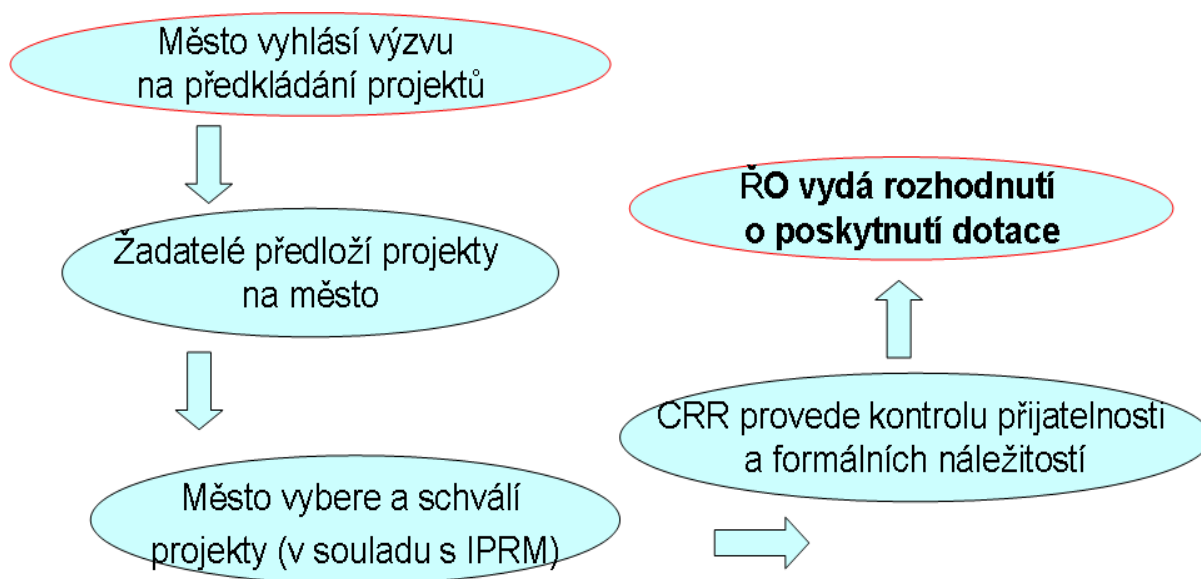 Město vyhlásí výzvu
na předkládání projektů
Žadatelé předloží projekty
na město
Město vybere a schválí
projekty (v souladu s IPRM)
CRR provede kontrolu přijatelnosti
a formálních náležitostí
ŘO vydá rozhodnutí
o poskytnutí dotace